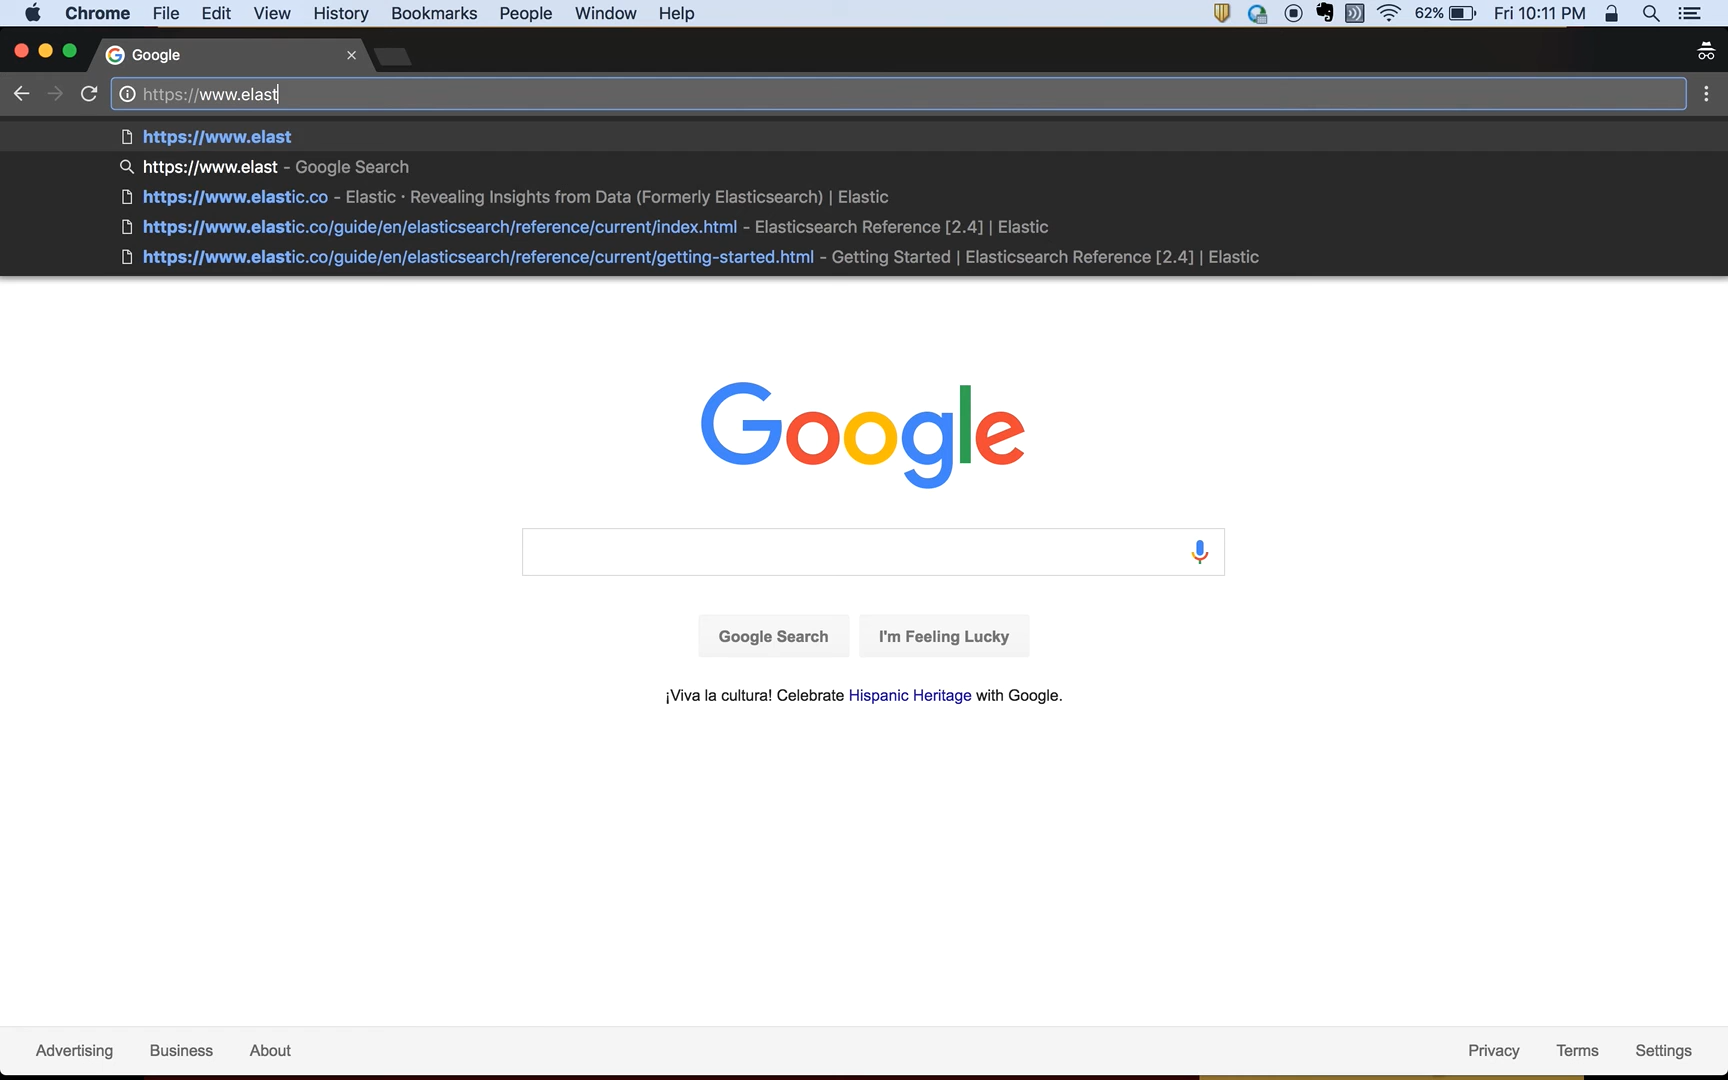 Chrome File Edit View History Bookmarks People Window Help 62% Fri 10:11 PM
Google
https://www.elast
https://www.elast
https://www.elast - Google Search
https://www.elastic.co - Elastic · Revealing Insights from Data (Formerly Elasticsearch) | Elastic
https://www.elastic.co/guide/en/elasticsearch/reference/current/index.html - Elasticsearch Reference [2.4] | Elastic
https://www.elastic.co/guide/en/elasticsearch/reference/current/getting-started.html - Getting Started | Elasticsearch Reference [2.4] | Elastic
Google
Google Search I'm Feeling Lucky
¡Viva la cultura! Celebrate Hispanic Heritage with Google.
Advertising Business About Privacy Terms Settings